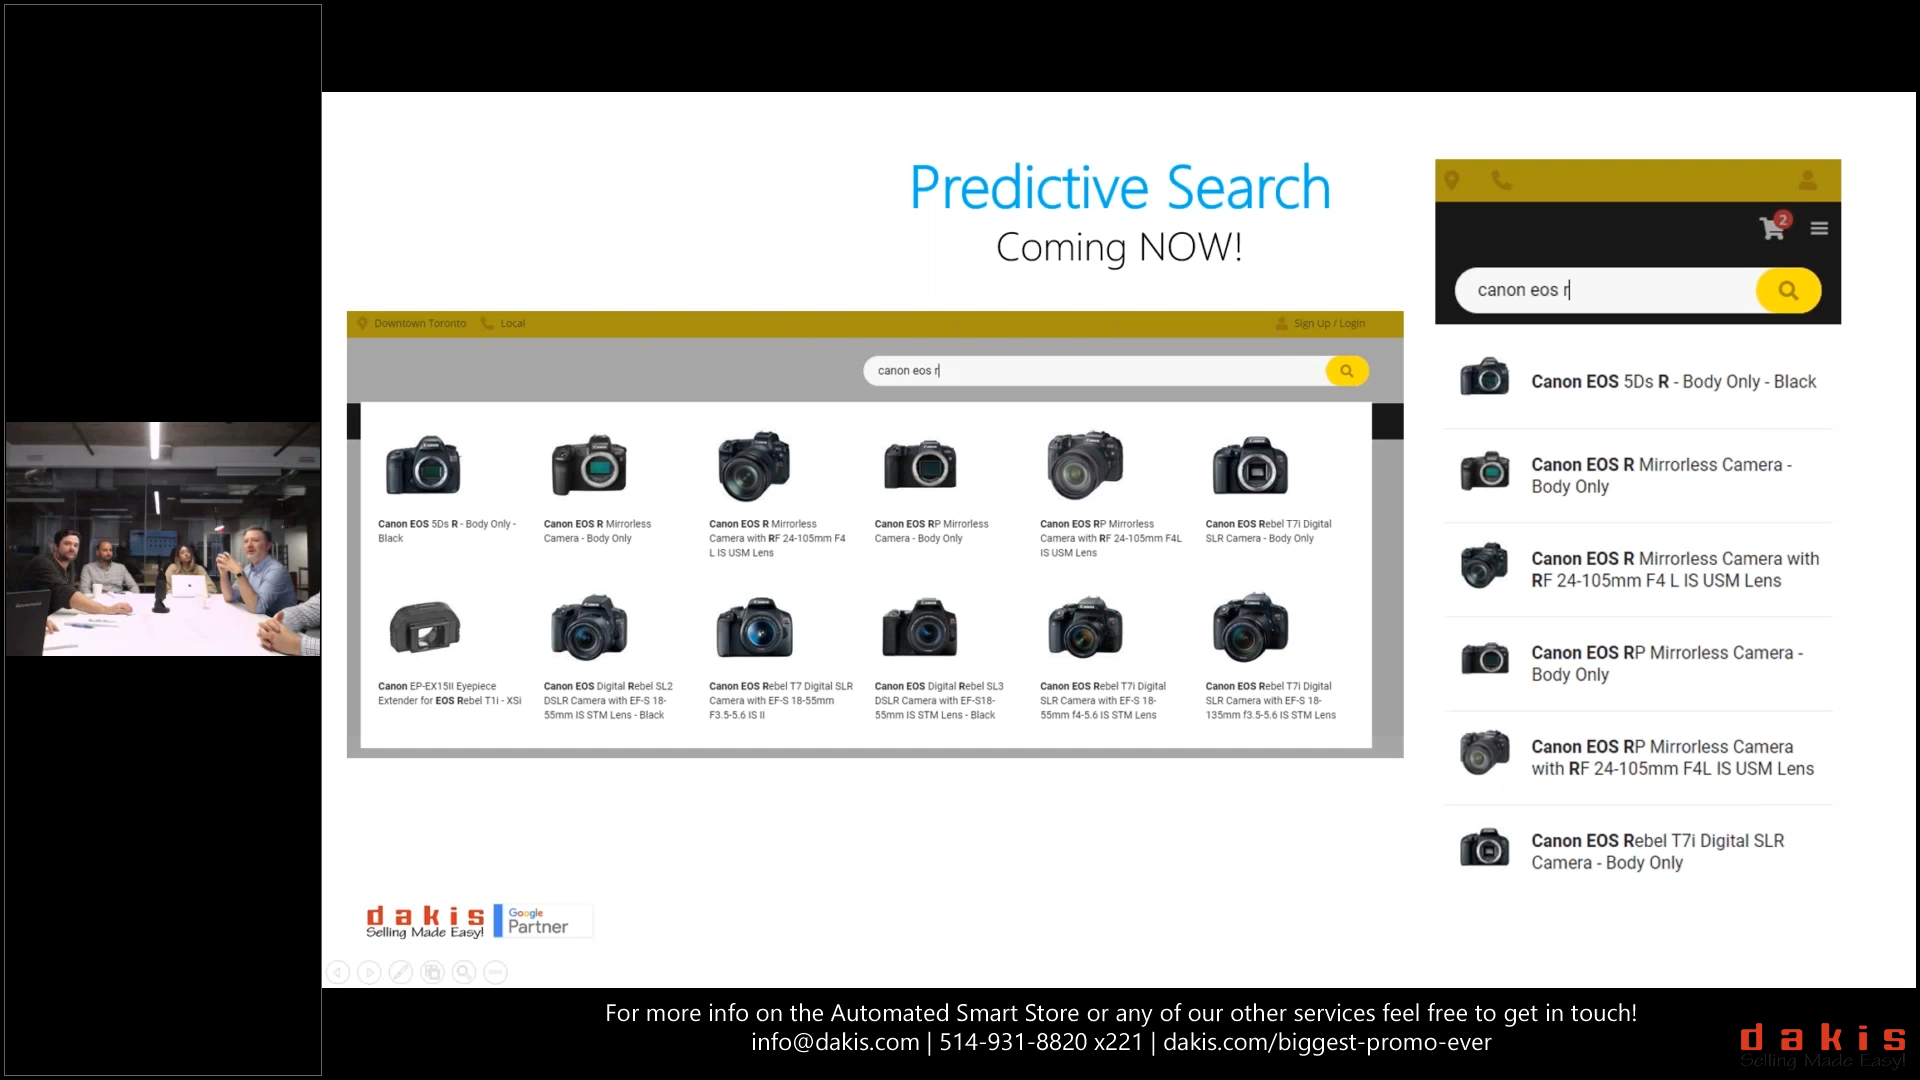 Predictive Search
Coming NOW!
Downtown Toronto Local Sign Up / Login
canon eos r
Canon EOS 5Ds R - Body Only -
Black
Canon EOS R Mirrorless
Camera - Body Only
Canon EOS R Mirrorless
Camera with RF 24-105mm F4
L IS USM Lens
Canon EOS RP Mirrorless
Camera - Body Only
Canon EOS RP Mirrorless
Camera with RF 24-105mm F4L
IS USM Lens
Canon EOS Rebel T7i Digital
SLR Camera - Body Only
Canon EP-EX15II Eyepiece
Extender for EOS Rebel T1i - XSi
Canon EOS Digital Rebel SL2
DSLR Camera with EF-S 18-
55mm IS STM Lens - Black
Canon EOS Rebel T7 Digital SLR
Camera with EF-S 18-55mm
F3.5-5.6 IS II
Canon EOS Digital Rebel SL3
DSLR Camera with EF-S18-
55mm IS STM Lens - Black
Canon EOS Rebel T7i Digital
SLR Camera with EF-S 18-
55mm f4-5.6 IS STM Lens
Canon EOS Rebel T7i Digital
SLR Camera with EF-S 18-
135mm f3.5-5.6 IS STM Lens
2
canon eos r
Canon EOS 5Ds R - Body Only - Black
Canon EOS R Mirrorless Camera -
Body Only
Canon EOS R Mirrorless Camera with
RF 24-105mm F4 L IS USM Lens
Canon EOS RP Mirrorless Camera -
Body Only
Canon EOS RP Mirrorless Camera
with RF 24-105mm F4L IS USM Lens
Canon EOS Rebel T7i Digital SLR
Camera - Body Only
dakis
Selling Made Easy!
Google
Partner
For more info on the Automated Smart Store or any of our other services feel free to get in touch!
info@dakis.com | 514-931-8820 x221 | dakis.com/biggest-promo-ever
dakis
Selling Made Easy!